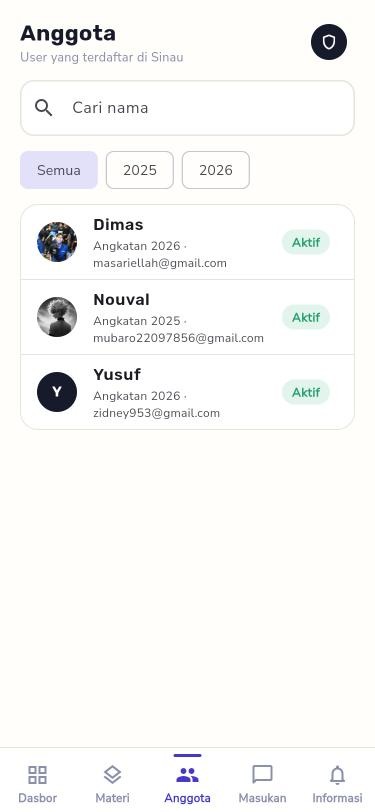 Anggota
User yang terdaftar di Sinau
Cari nama
Semua
2025
2026
Dimas
Angkatan 2026 ·
masariellah@gmail.com
Aktif
Nouval
Angkatan 2025 ·
mubaro22097856@gmail.com
Aktif
Y
Yusuf
Angkatan 2026 ·
zidney953@gmail.com
Aktif
Dasbor
Materi
Anggota
Masukan
Informasi